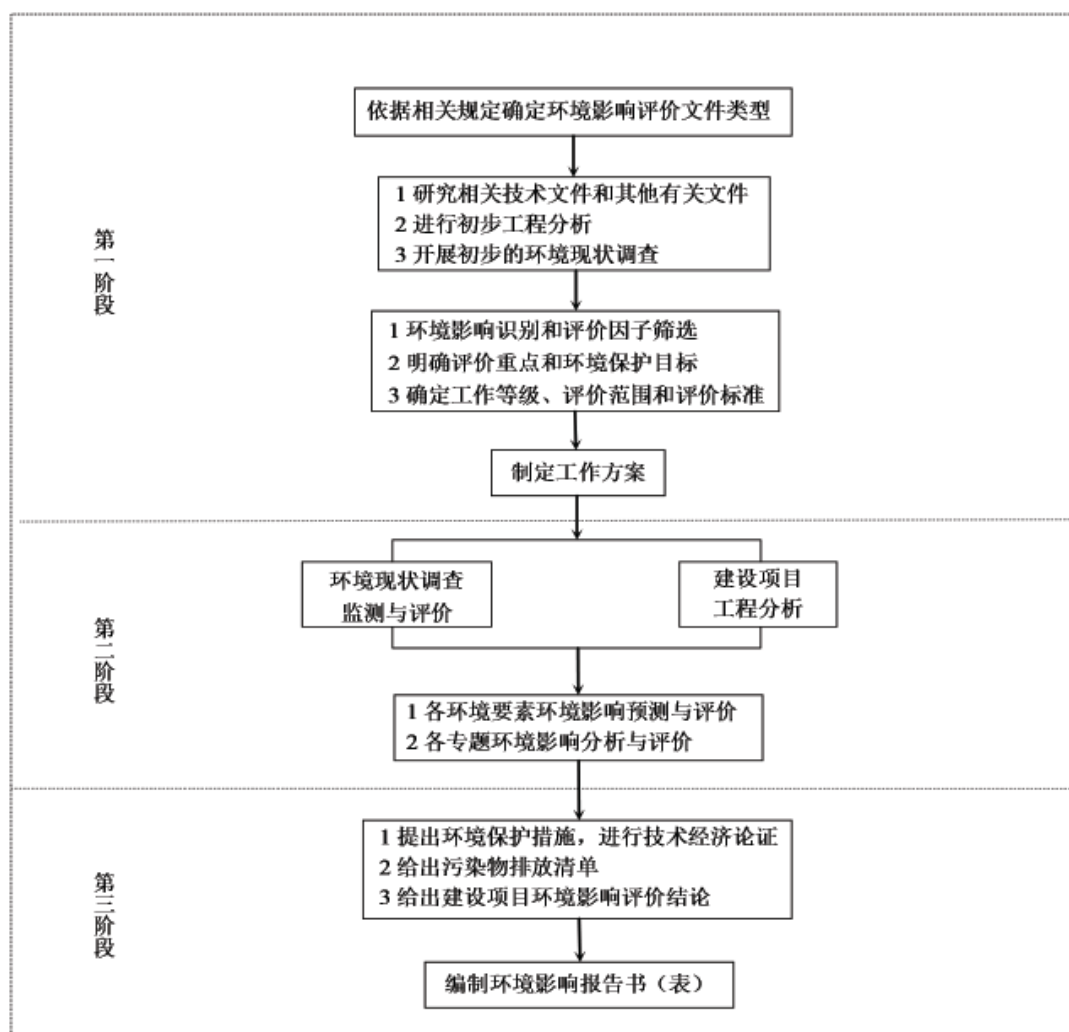 依据相关规定确定环境影响评价文件类型
1 研究相关技术文件和其他有关文件
2 进行初步工程分析
3 开展初步的环境现状调查
第一阶段
1 环境影响识别和评价因子筛选
2 明确评价重点和环境保护目标
3 确定工作等级、评价范围和评价标准
制定工作方案
环境现状调查
监测与评价
建设项目
工程分析
第二阶段
1 各环境要素环境影响预测与评价
2 各专题环境影响分析与评价
1 提出环境保护措施，进行技术经济论证
2 给出污染物排放清单
3 给出建设项目环境影响评价结论
第三阶段
编制环境影响报告书（表）